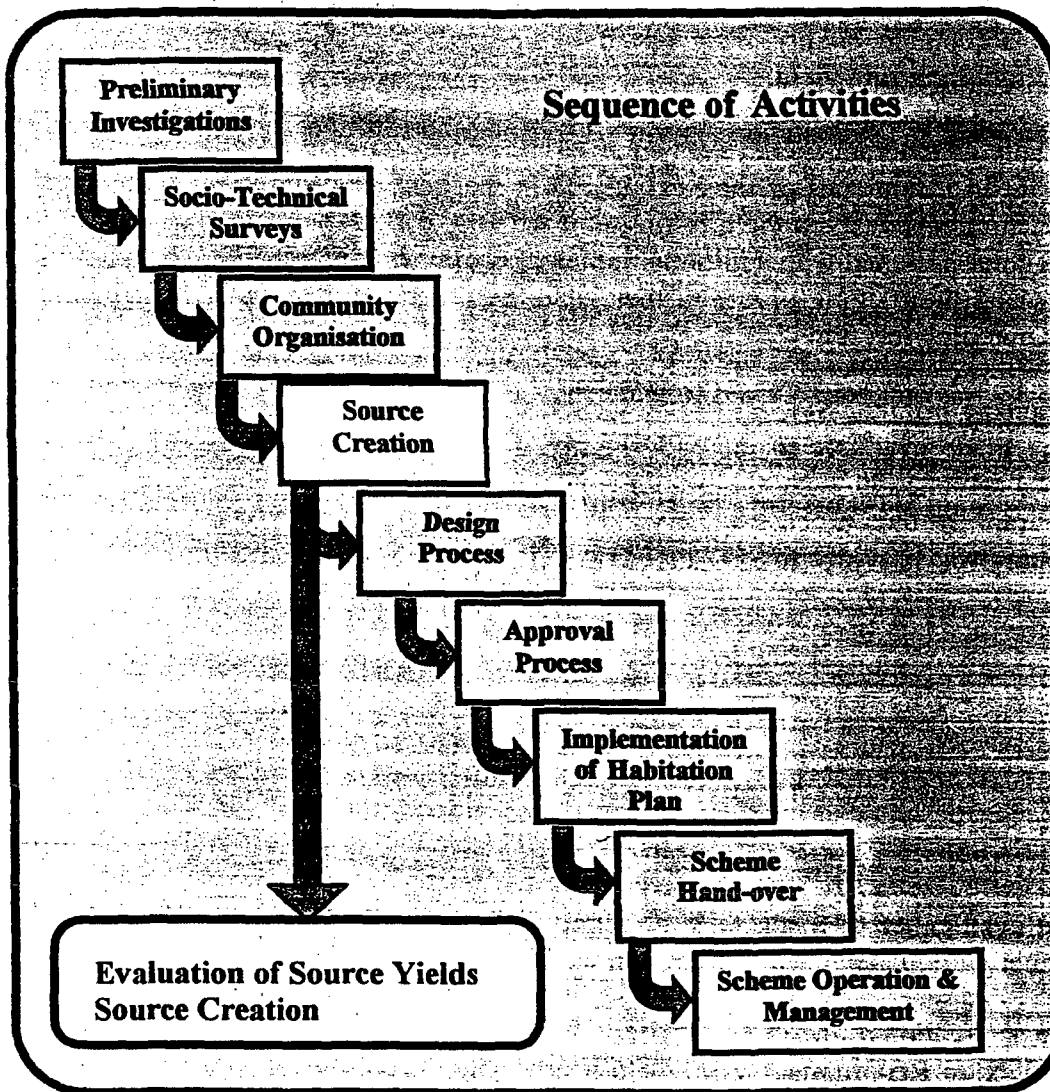 Sequence of Activities
Preliminary
Investigations
Socio-Technical
Surveys
Community
Organisation
Source
Creation
Design
Process
Approval
Process
Implementation
of Habitation
Plan
Scheme
Hand-over
Scheme Operation &
Management
Evaluation of Source Yields
Source Creation